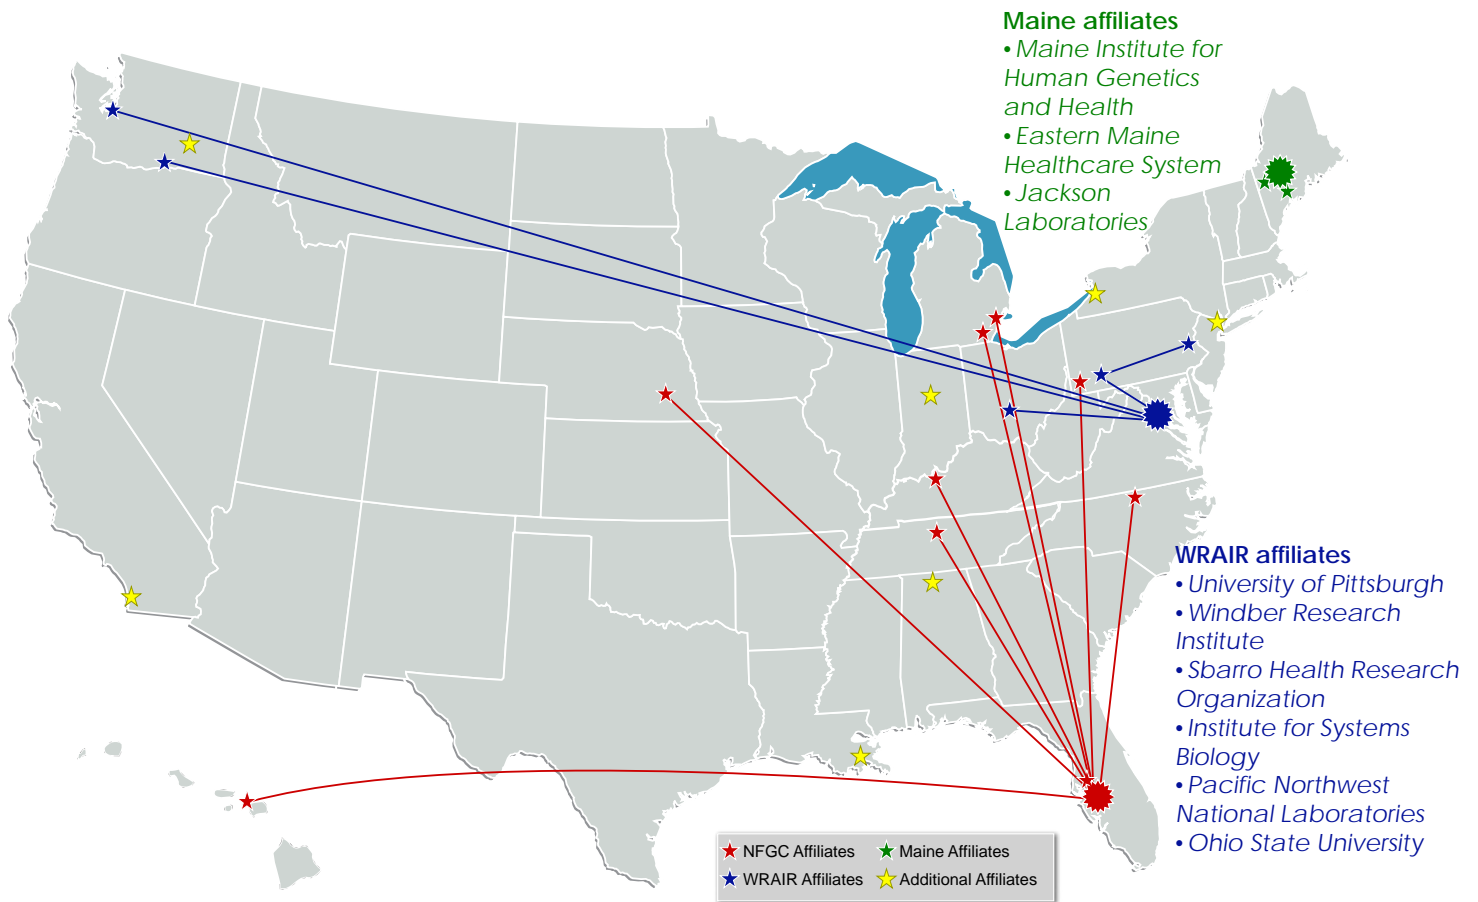 Maine affiliates
• Maine Institute for
Human Genetics
and Health
• Eastern Maine
Healthcare System
• Jackson
Laboratories
WRAIR affiliates
• University of Pittsburgh
• Windber Research
Institute
• Sbarro Health Research
Organization
• Institute for Systems
Biology
• Pacific Northwest
National Laboratories
• Ohio State University
NFGC Affiliates
Maine Affiliates
WRAIR Affiliates
Additional Affiliates